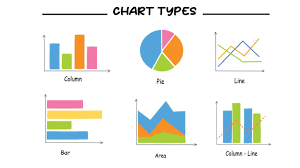 CHART TYPES
Column
Pie
Line
Bar
Area
Column - Line